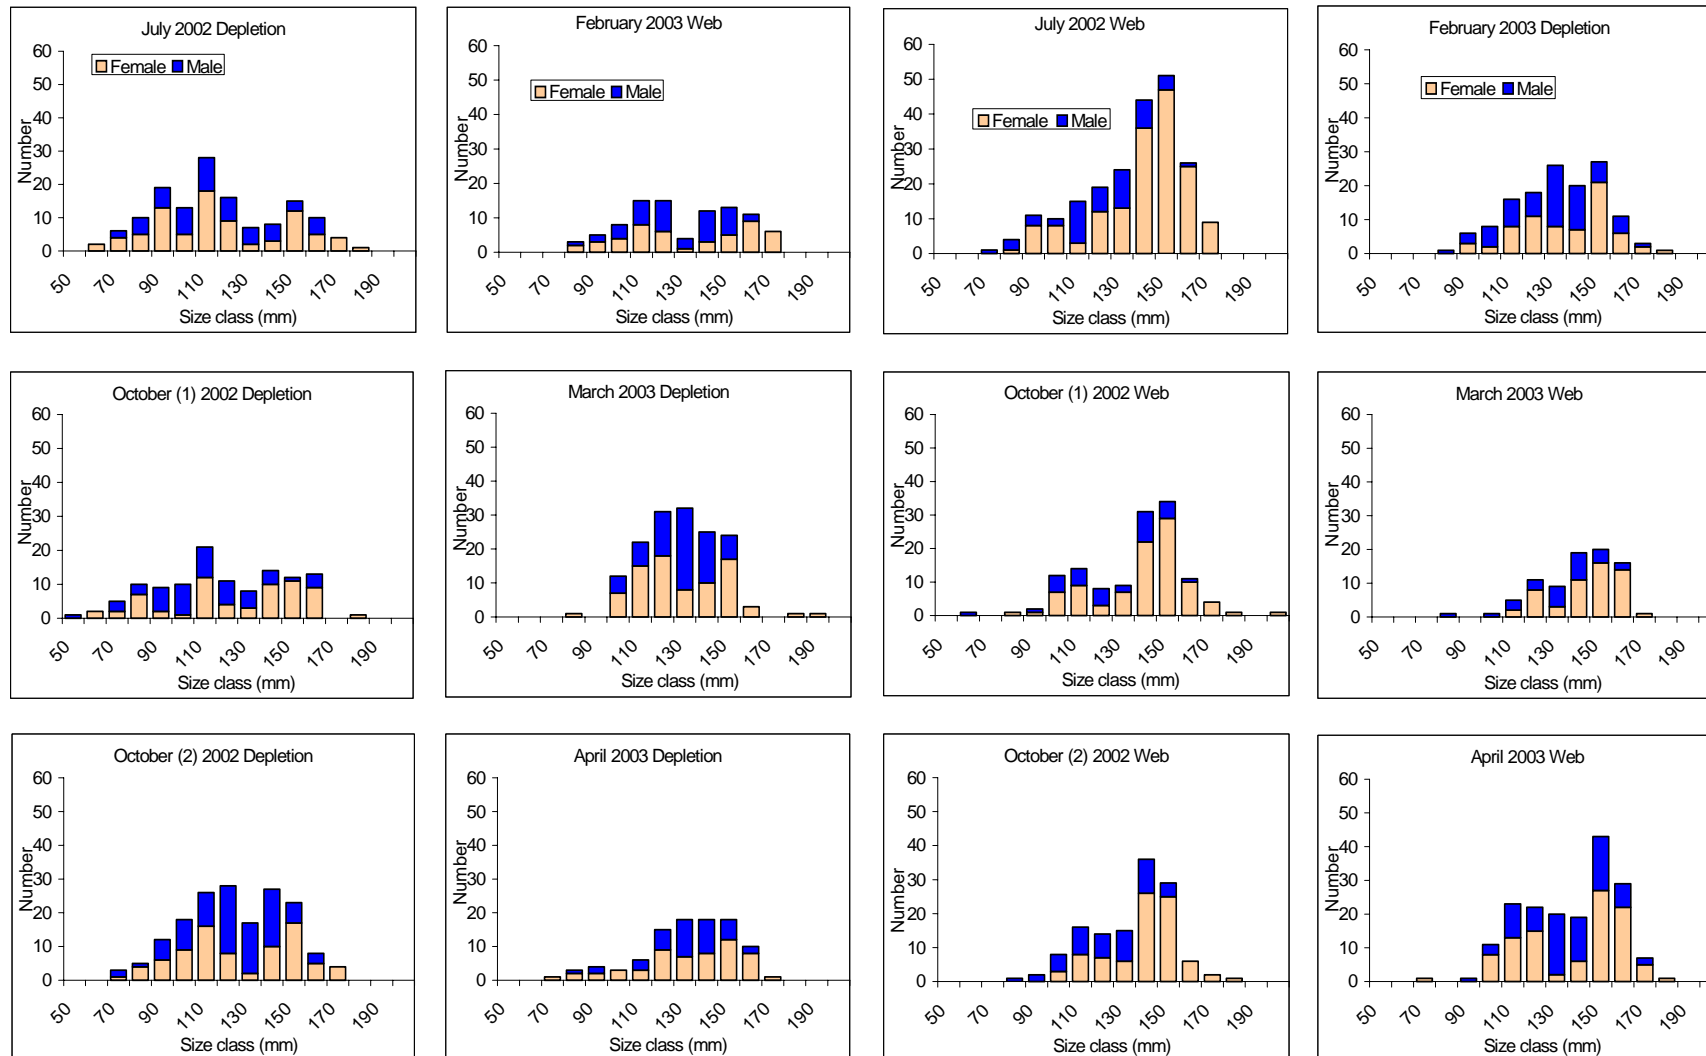 July 2002 Depletion
Female Male
60
50
40
30
20
10
0
Number
50 70 90 110 130 150 170 190
Size class (mm)
February 2003 Web
Female Male
60
50
40
30
20
10
0
Number
50 70 90 110 130 150 170 190
Size class (mm)
July 2002 Web
Female Male
60
50
40
30
20
10
0
Number
50 70 90 110 130 150 170 190
Size class (mm)
February 2003 Depletion
Female Male
60
50
40
30
20
10
0
Number
50 70 90 110 130 150 170 190
Size class (mm)
October (1) 2002 Depletion
60
50
40
30
20
10
0
Number
50 70 90 110 130 150 170 190
Size class (mm)
March 2003 Depletion
60
50
40
30
20
10
0
Number
50 70 90 110 130 150 170 190
Size class (mm)
October (1) 2002 Web
60
50
40
30
20
10
0
Number
50 70 90 110 130 150 170 190
Size class (mm)
March 2003 Web
60
50
40
30
20
10
0
Number
50 70 90 110 130 150 170 190
Size class (mm)
October (2) 2002 Depletion
60
50
40
30
20
10
0
Number
50 70 90 110 130 150 170 190
Size class (mm)
April 2003 Depletion
60
50
40
30
20
10
0
Number
50 70 90 110 130 150 170 190
Size class (mm)
October (2) 2002 Web
60
50
40
30
20
10
0
Number
50 70 90 110 130 150 170 190
Size class (mm)
April 2003 Web
60
50
40
30
20
10
0
Number
50 70 90 110 130 150 170 190
Size class (mm)